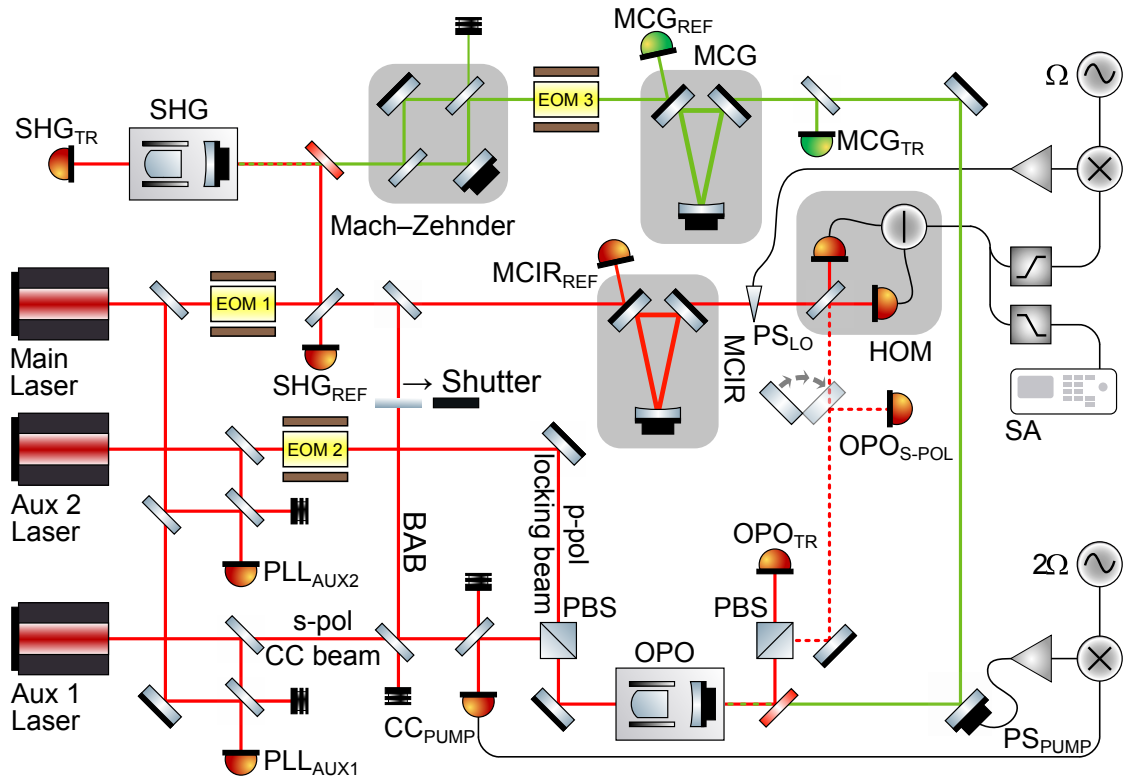 MCG_REF
MCG
Ω
SHG
EOM 3
SHG_TR
MCG_TR
Mach–Zehnder
MCIR_REF
EOM 1
PS_LO
HOM
MCIR
Main
Laser
SHG_REF
→ Shutter
SA
OPO_S-POL
EOM 2
Aux 2
Laser
BAB
p-pol
locking beam
OPO_TR
2Ω
PLL_AUX2
PBS
PBS
s-pol
CC beam
OPO
Aux 1
Laser
CC_PUMP
PS_PUMP
PLL_AUX1